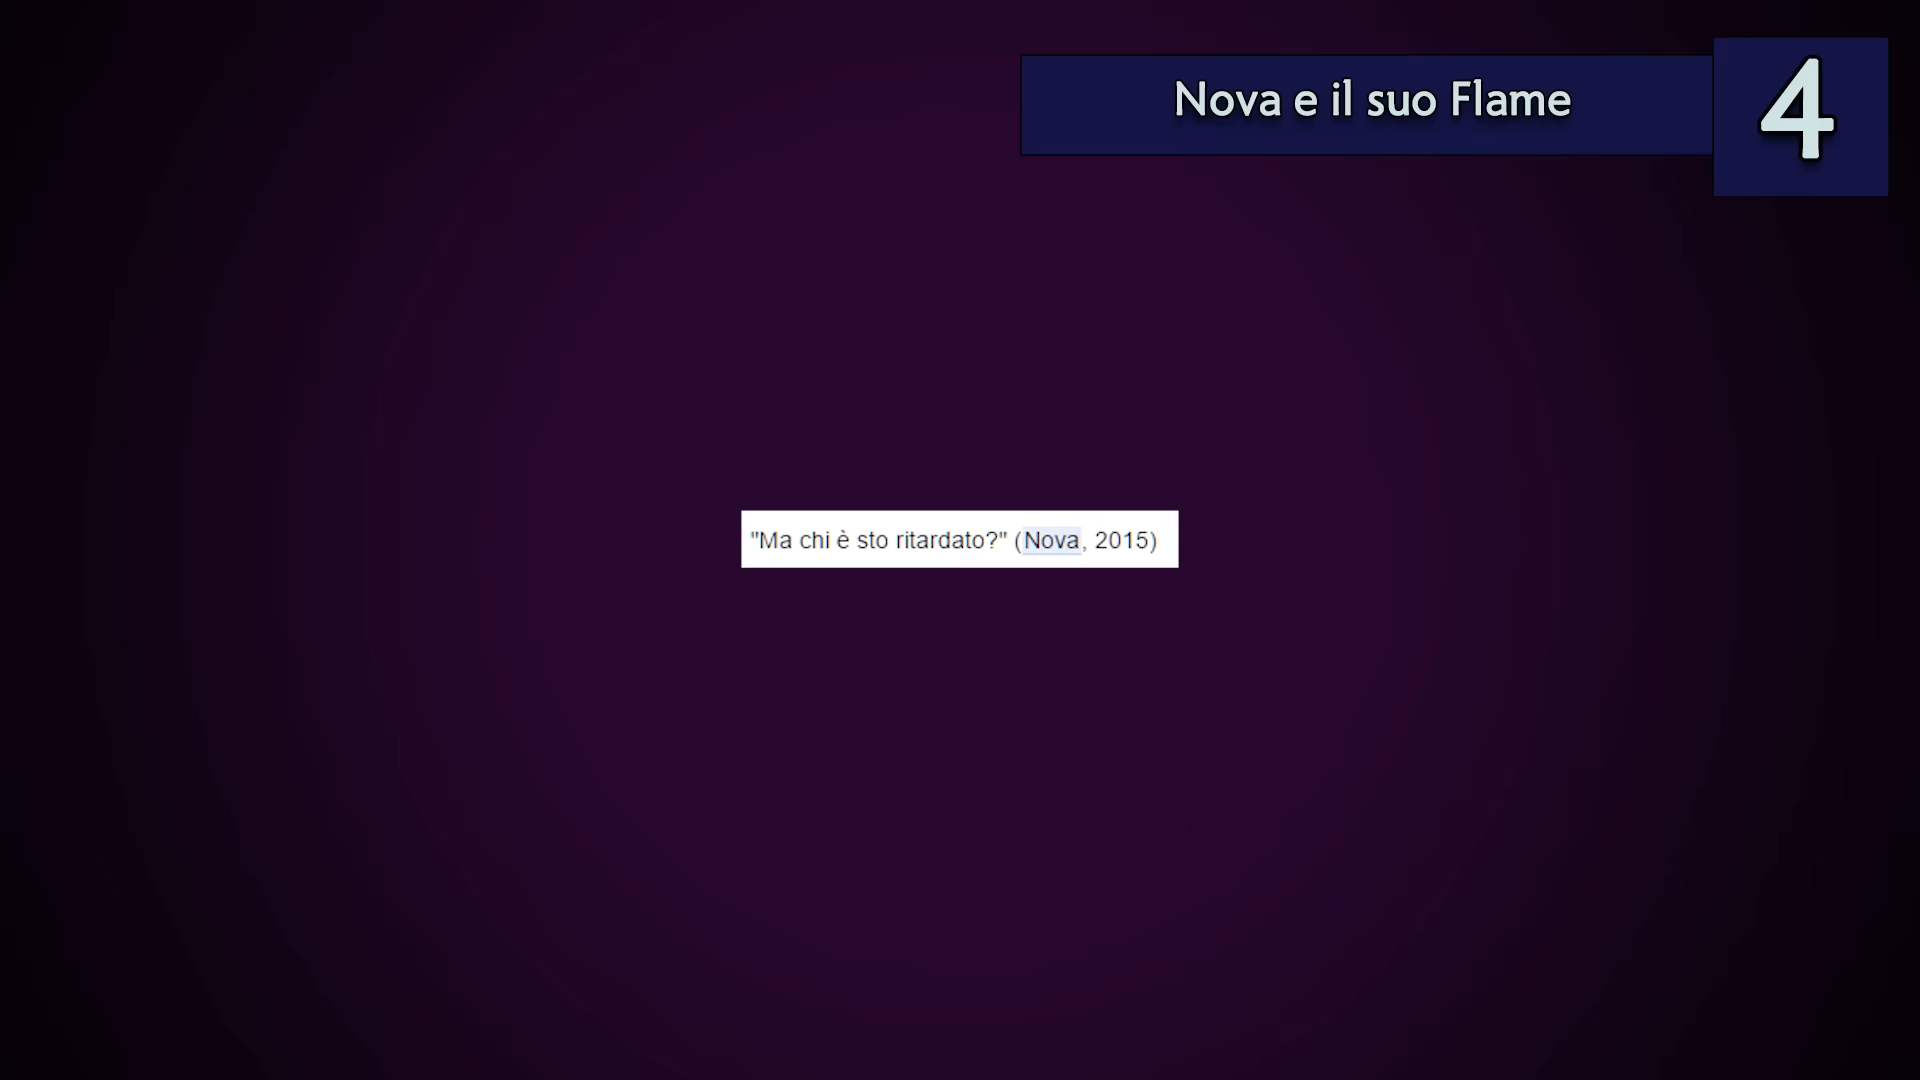 Nova e il suo Flame
4
"Ma chi è sto ritardato?" (Nova, 2015)